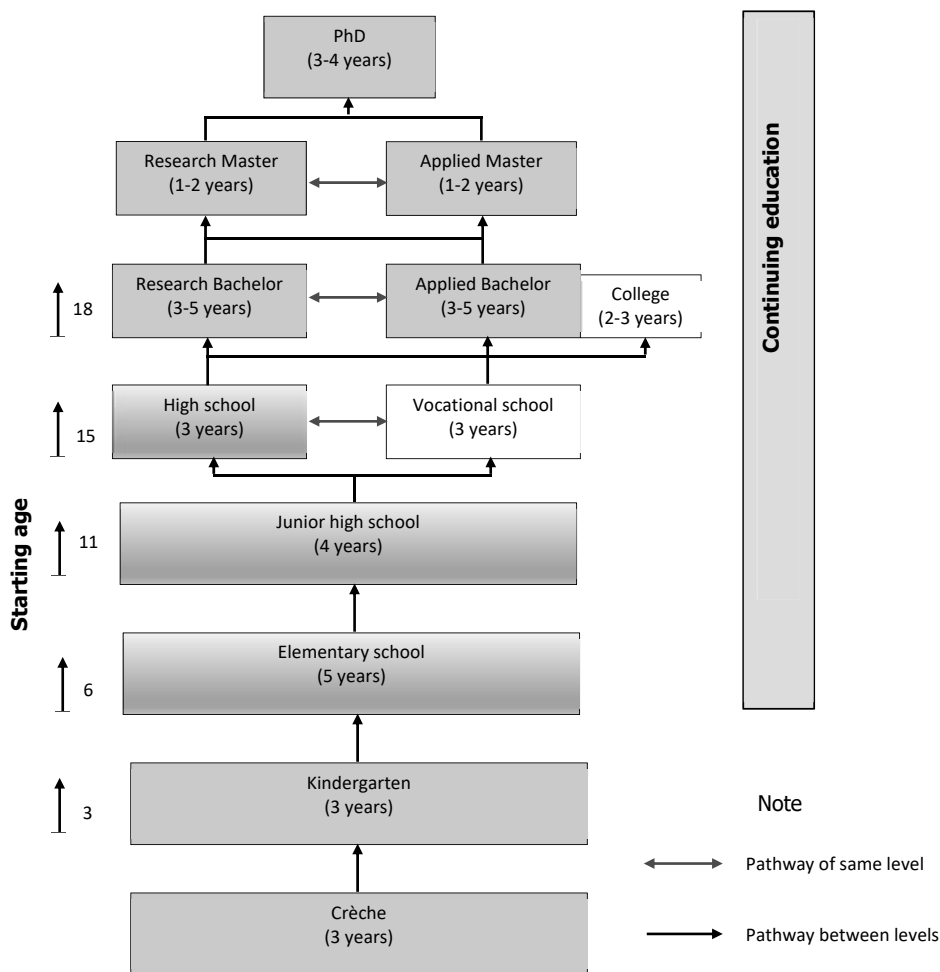 PhD
(3-4 years)
Research Master
(1-2 years)
Applied Master
(1-2 years)
Research Bachelor
(3-5 years)
Applied Bachelor
(3-5 years)
College
(2-3 years)
18
High school
(3 years)
Vocational school
(3 years)
15
Junior high school
(4 years)
11
Starting age
Elementary school
(5 years)
6
Kindergarten
(3 years)
3
Crèche
(3 years)
Continuing education
Note
Pathway of same level
Pathway between levels